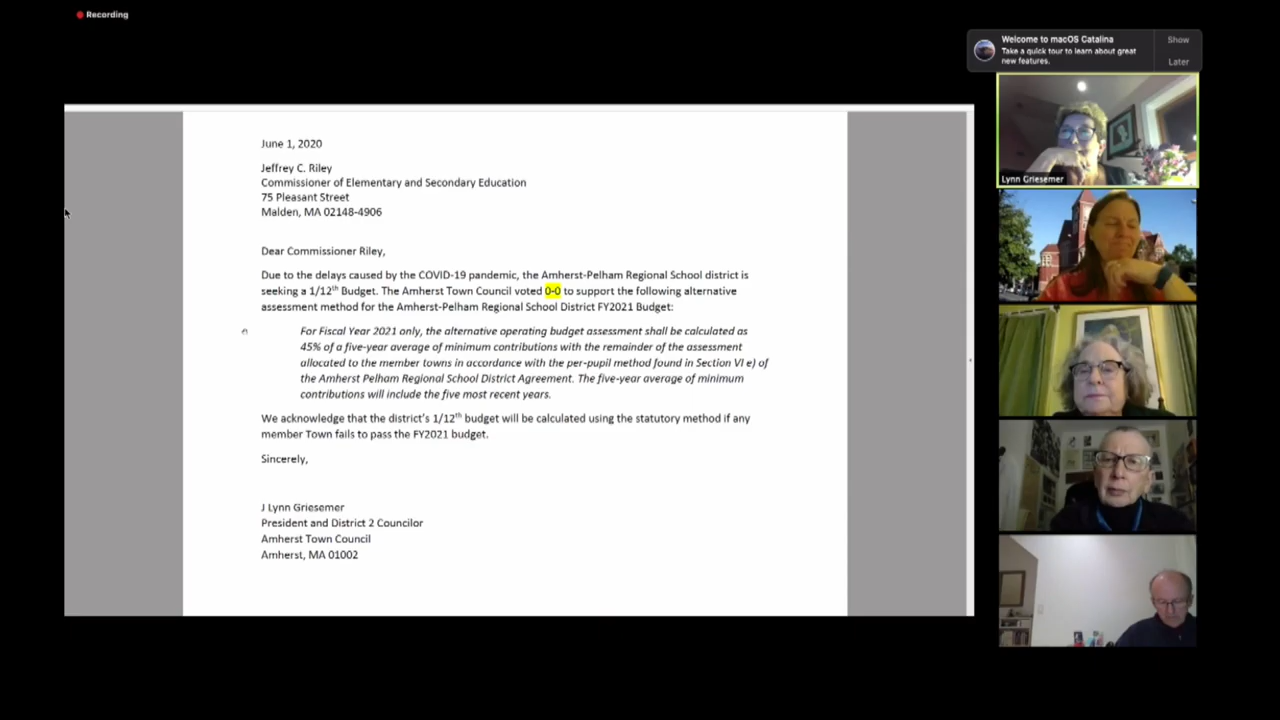 Recording
Welcome to macOS Catalina
Show
Take a quick tour to learn about great
new features.
Later
Lynn Griesemer
June 1, 2020
Jeffrey C. Riley
Commissioner of Elementary and Secondary Education
75 Pleasant Street
Malden, MA 02148-4906
Dear Commissioner Riley,
Due to the delays caused by the COVID-19 pandemic, the Amherst-Pelham Regional School district is
seeking a 1/12th Budget. The Amherst Town Council voted 0-0 to support the following alternative
assessment method for the Amherst-Pelham Regional School District FY2021 Budget:
For Fiscal Year 2021 only, the alternative operating budget assessment shall be calculated as
45% of a five-year average of minimum contributions with the remainder of the assessment
allocated to the member towns in accordance with the per-pupil method found in Section VI e) of
the Amherst Pelham Regional School District Agreement. The five-year average of minimum
contributions will include the five most recent years.
We acknowledge that the district's 1/12th budget will be calculated using the statutory method if any
member Town fails to pass the FY2021 budget.
Sincerely,
J Lynn Griesemer
President and District 2 Councilor
Amherst Town Council
Amherst, MA 01002